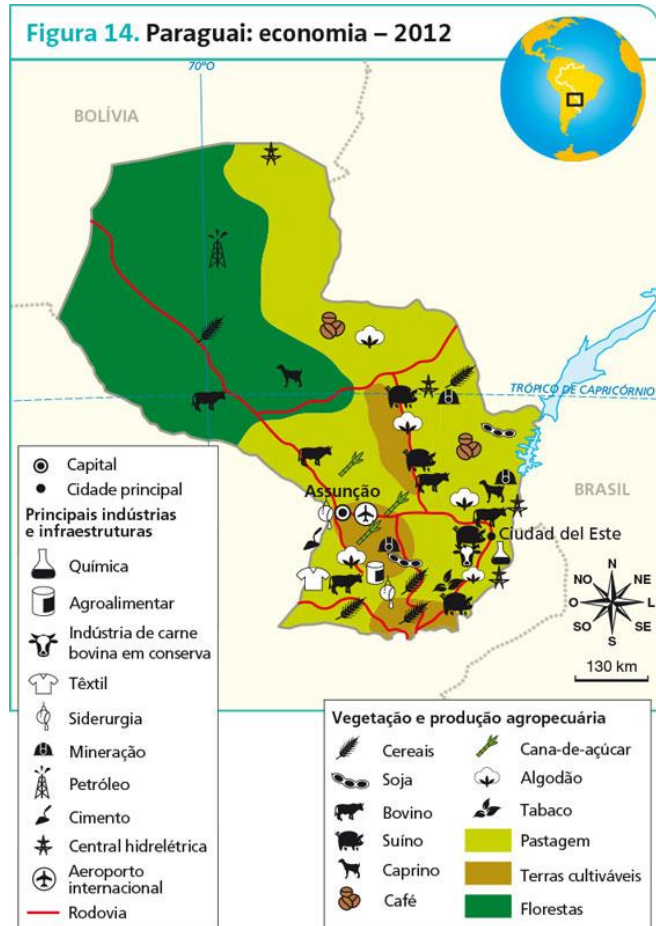 Figura 14. Paraguai: economia – 2012
70ºO
BOLÍVIA
TRÓPICO DE CAPRICÓRNIO
Assunção
BRASIL
Ciudad del Este
N
NO
NE
O
L
SO
SE
S
130 km
Capital
Cidade principal
Principais indústrias
e infraestruturas
Química
Agroalimentar
Indústria de carne
bovina em conserva
Têxtil
Siderurgia
Mineração
Petróleo
Cimento
Central hidrelétrica
Aeroporto
internacional
Rodovia
Vegetação e produção agropecuária
Cereais
Soja
Bovino
Suíno
Caprino
Café
Cana-de-açúcar
Algodão
Tabaco
Pastagem
Terras cultiváveis
Florestas